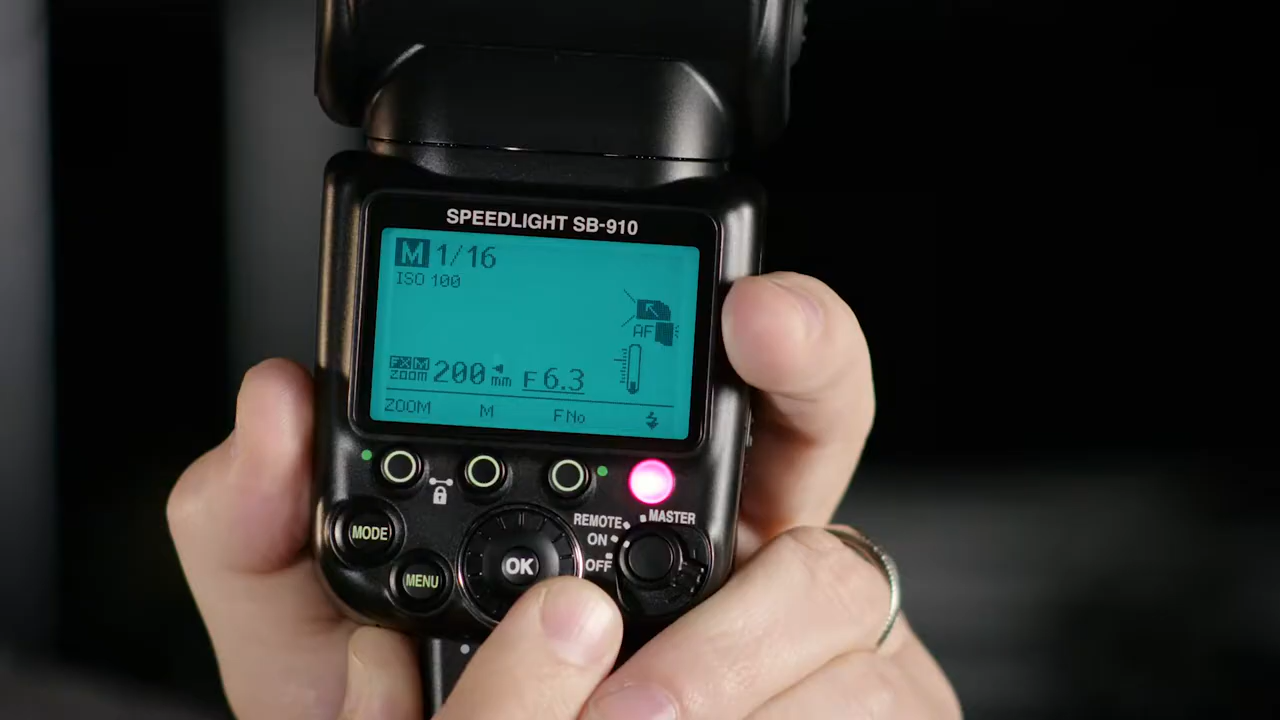 SPEEDLIGHT SB-910
M 1/16
ISO 100
AF
FX M
zoom 200 mm F 6.3
ZOOM M FNo
MODE
MENU
OK
REMOTE MASTER
ON
OFF